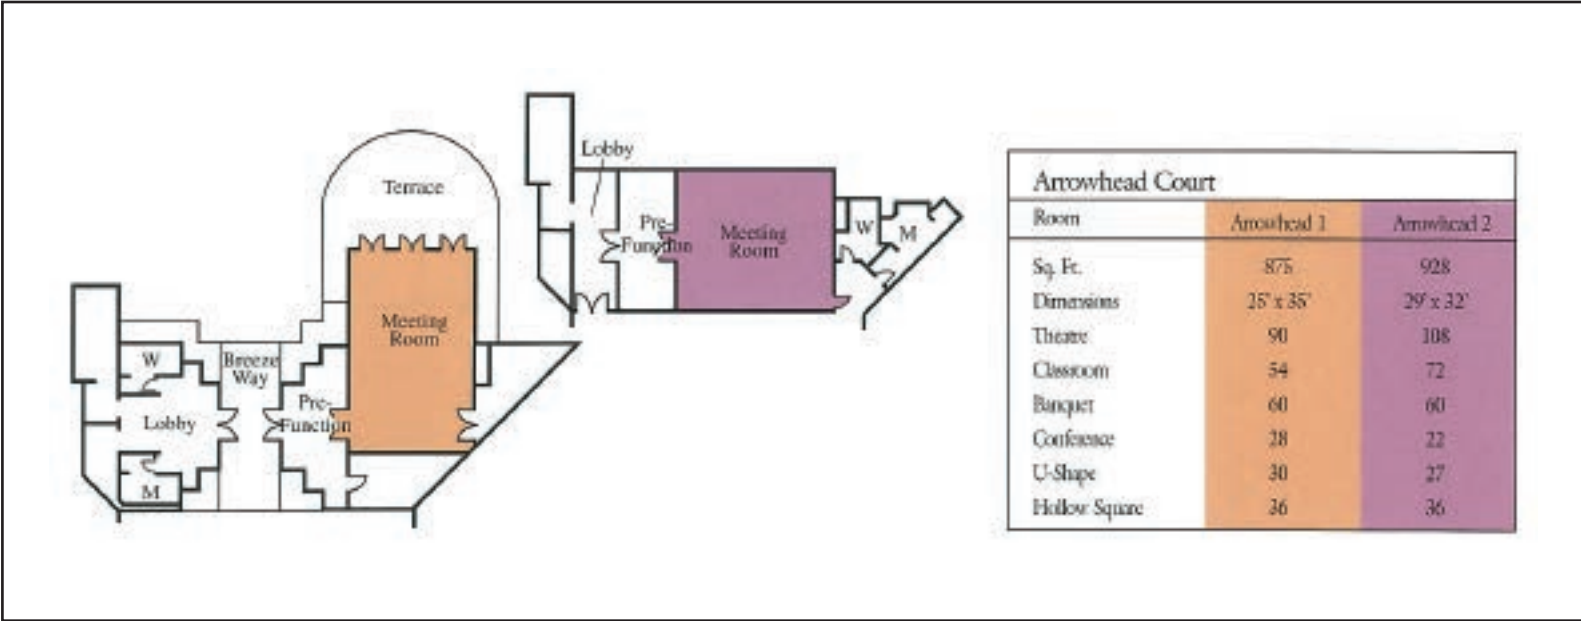 Terrace
Meeting
Room
W
Breeze
Way
Lobby
Pre-
Function
M
Lobby
Pre-
Function
Meeting
Room
W
M
Arrowhead Court
Room Arrowhead 1 Arrowhead 2
Sq. Ft. 875 928
Dimensions 25' x 35' 29' x 32'
Theatre 90 108
Classroom 54 72
Banquet 60 60
Conference 28 22
U-Shape 30 27
Hollow Square 36 36